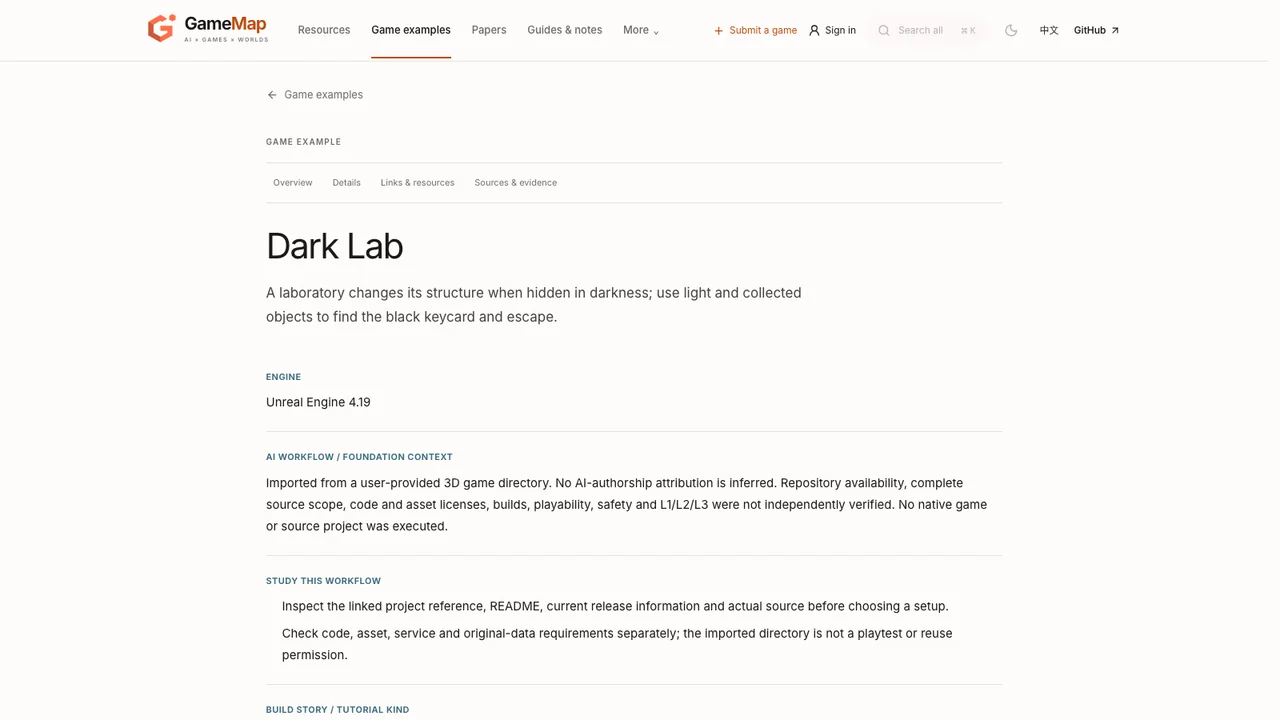 GameMap
AI × GAMES × WORLDS
Resources
Game examples
Papers
Guides & notes
More
Submit a game
Sign in
Search all
⌘ K
中文
GitHub ↗
← Game examples
GAME EXAMPLE
Overview
Details
Links & resources
Sources & evidence
Dark Lab
A laboratory changes its structure when hidden in darkness; use light and collected
objects to find the black keycard and escape.
ENGINE
Unreal Engine 4.19
AI WORKFLOW / FOUNDATION CONTEXT
Imported from a user-provided 3D game directory. No AI-authorship attribution is inferred. Repository availability, complete
source scope, code and asset licenses, builds, playability, safety and L1/L2/L3 were not independently verified. No native game
or source project was executed.
STUDY THIS WORKFLOW
Inspect the linked project reference, README, current release information and actual source before choosing a setup.
Check code, asset, service and original-data requirements separately; the imported directory is not a playtest or reuse
permission.
BUILD STORY / TUTORIAL KIND